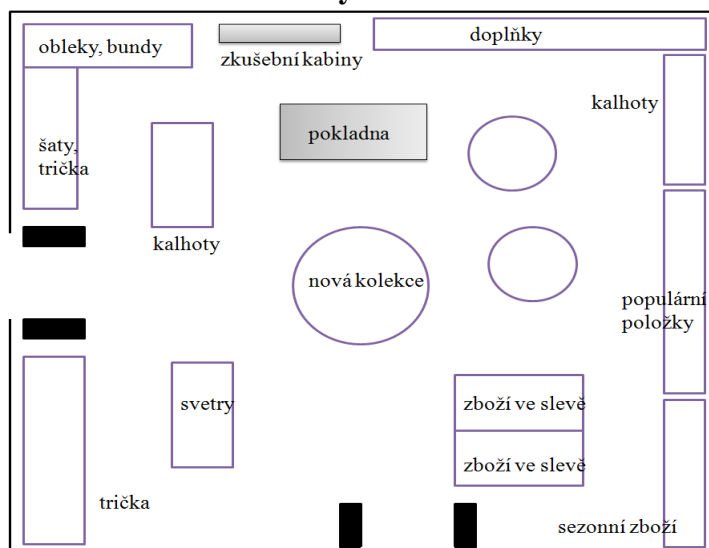 obleky, bundy
zkušební kabiny
doplňky
kalhoty
pokladna
šaty,
trička
kalhoty
nová kolekce
populární
položky
svetry
zboží ve slevě
zboží ve slevě
trička
sezonní zboží